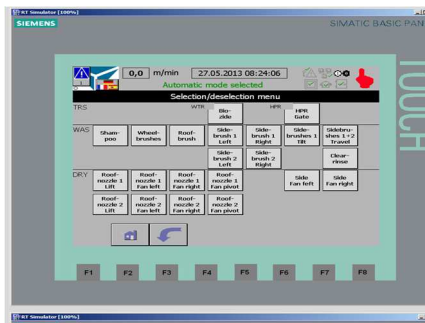 RT Simulator [100%]
SIEMENS
SIMATIC BASIC PAN
TOUCH
0,0 m/min 27.05.2013 08:24:06
Automatic mode selected
Selection/deselection menu
TRS WTR Bio-zide HPR HPR Gate
WAS Sham-poo Wheel-brushes Roof-brush Side-brush 1 Left Side-brush 1 Right Side-brushes 1 Tilt Sidebru-shes 1+2 Travel
Side-brush 2 Left Side-brush 2 Right Clear-rinse
DRY Roof-nozzle 1 Lift Roof-nozzle 1 Fan left Roof-nozzle 1 Fan right Roof-nozzle 1 Fan pivot Side Fan left Side Fan right
Roof-nozzle 2 Lift Roof-nozzle 2 Fan left Roof-nozzle 2 Fan right Roof-nozzle 2 Fan pivot
F1 F2 F3 F4 F5 F6 F7 F8
RT Simulator [100%]